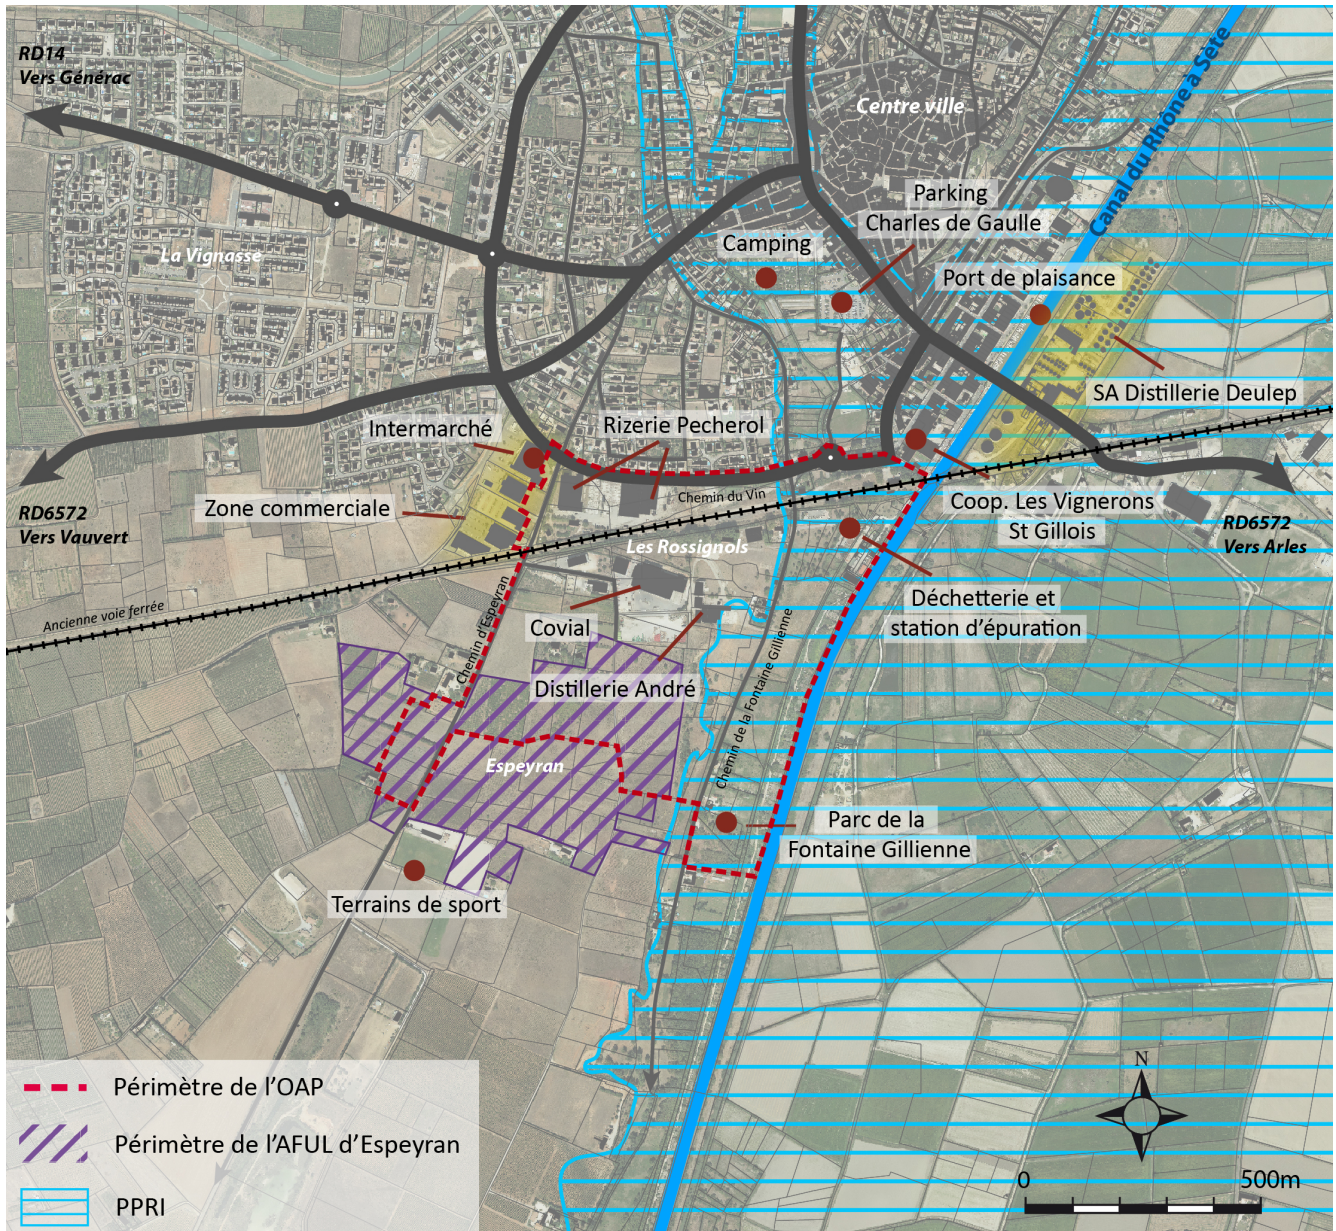 RD14
Vers Générac
Centre ville
Canal du Rhône à Sète
Parking
Charles de Gaulle
Camping
La Vignasse
Port de plaisance
SA Distillerie Deulep
Intermarché
Rizerie Pecherol
Zone commerciale
Chemin du Vin
Coop. Les Vignerons
St Gillois
RD6572
Vers Vauvert
RD6572
Vers Arles
Les Rossignols
Ancienne voie ferrée
Chemin d'Espeyran
Covial
Déchetterie et
station d'épuration
Distillerie André
Chemin de la Fontaine Gillienne
Espeyran
Parc de la
Fontaine Gillienne
Terrains de sport
Périmètre de l'OAP
Périmètre de l'AFUL d'Espeyran
PPRI
N
0 500m